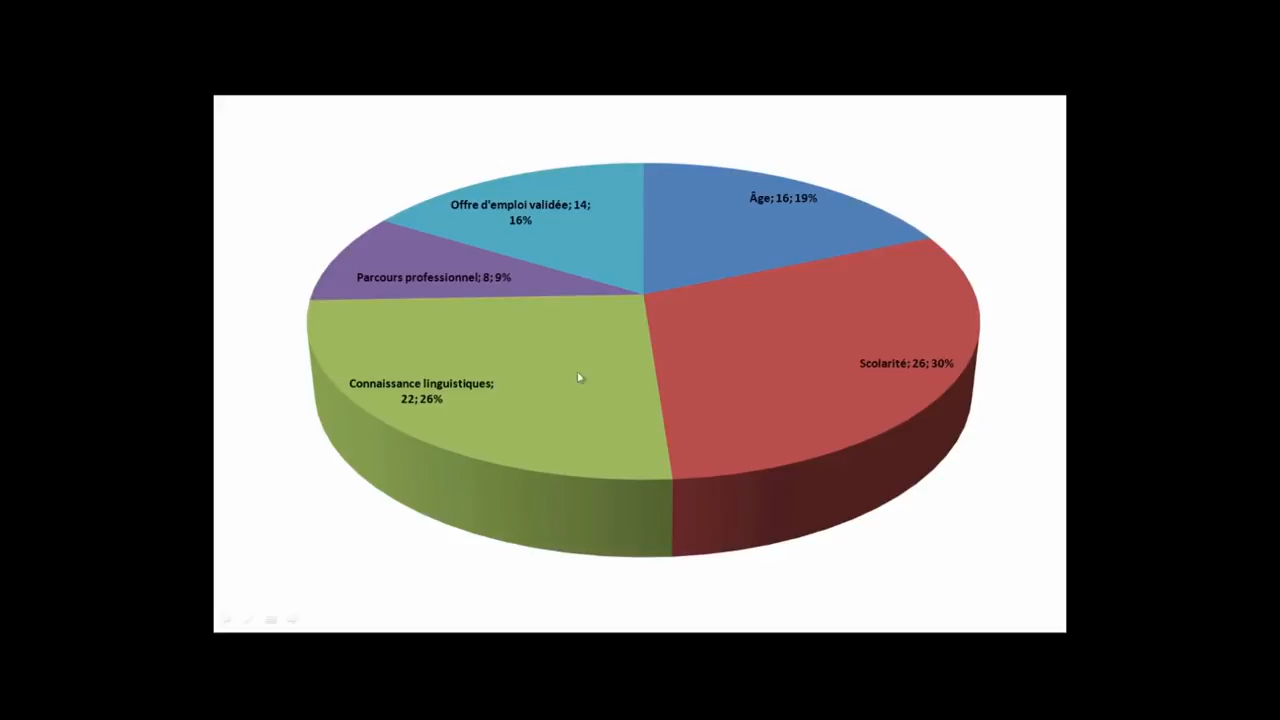 Âge; 16; 19%
Offre d'emploi validée; 14;
16%
Parcours professionnel; 8; 9%
Scolarité; 26; 30%
Connaissance linguistiques;
22; 26%